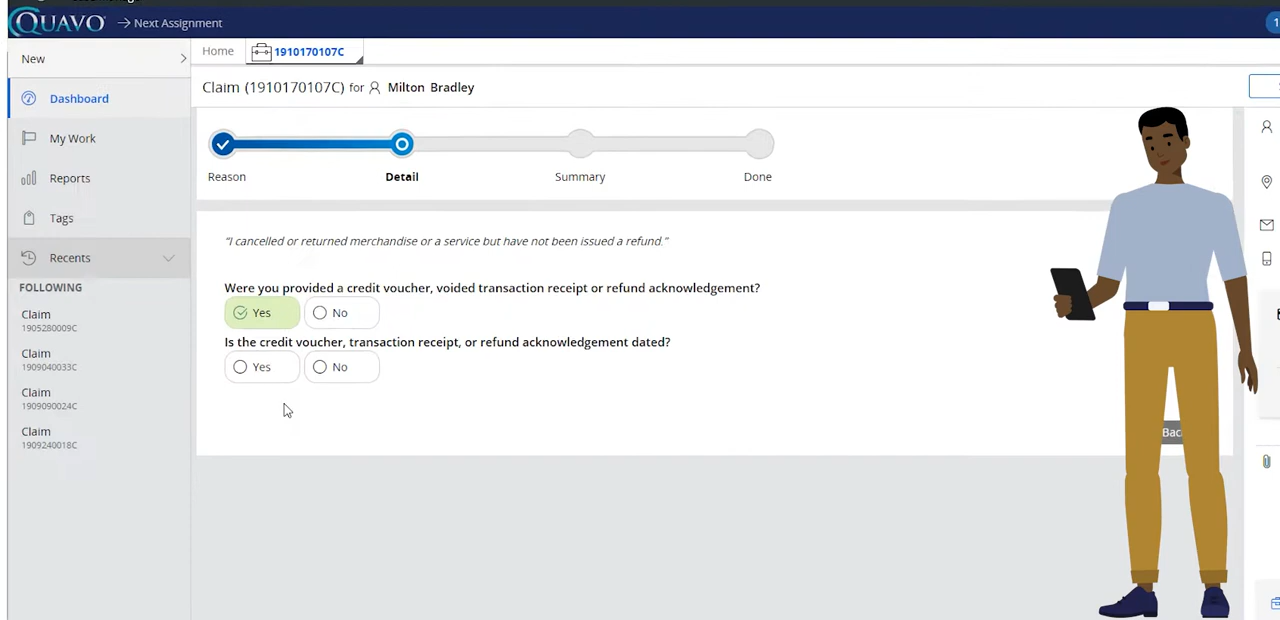 QUAVO → Next Assignment
New
Home
1910170107C
Claim (1910170107C) for Milton Bradley
Dashboard
My Work
Reports
Tags
Recents
FOLLOWING
Claim
1905280009C
Claim
1909040033C
Claim
1909090024C
Claim
1909240018C
Reason
Detail
Summary
Done
“I cancelled or returned merchandise or a service but have not been issued a refund.”
Were you provided a credit voucher, voided transaction receipt or refund acknowledgement?
Yes
No
Is the credit voucher, transaction receipt, or refund acknowledgement dated?
Yes
No